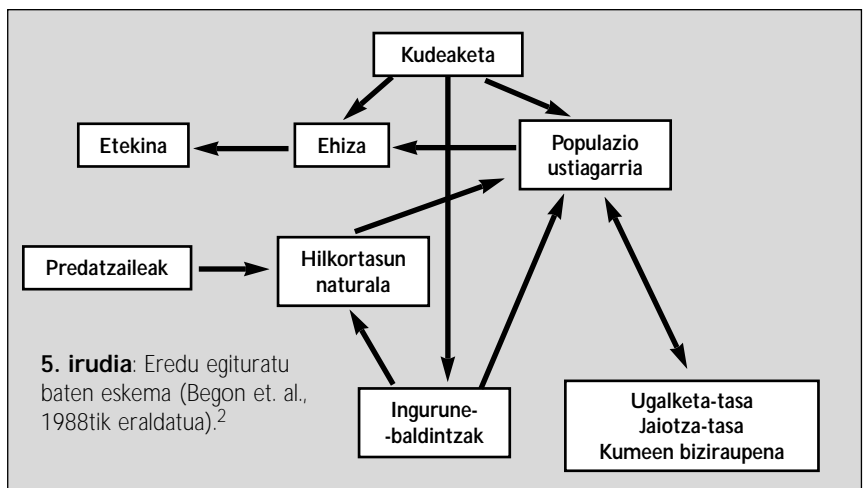 Kudeaketa
Etekina
Ehiza
Populazio
ustiagarria
Predatzaileak
Hilkortasun
naturala
5. irudia: Eredu egituratu
baten eskema (Begon et. al.,
1988tik eraldatua).2
Ingurune-
-baldintzak
Ugalketa-tasa
Jaiotza-tasa
Kumeen biziraupena